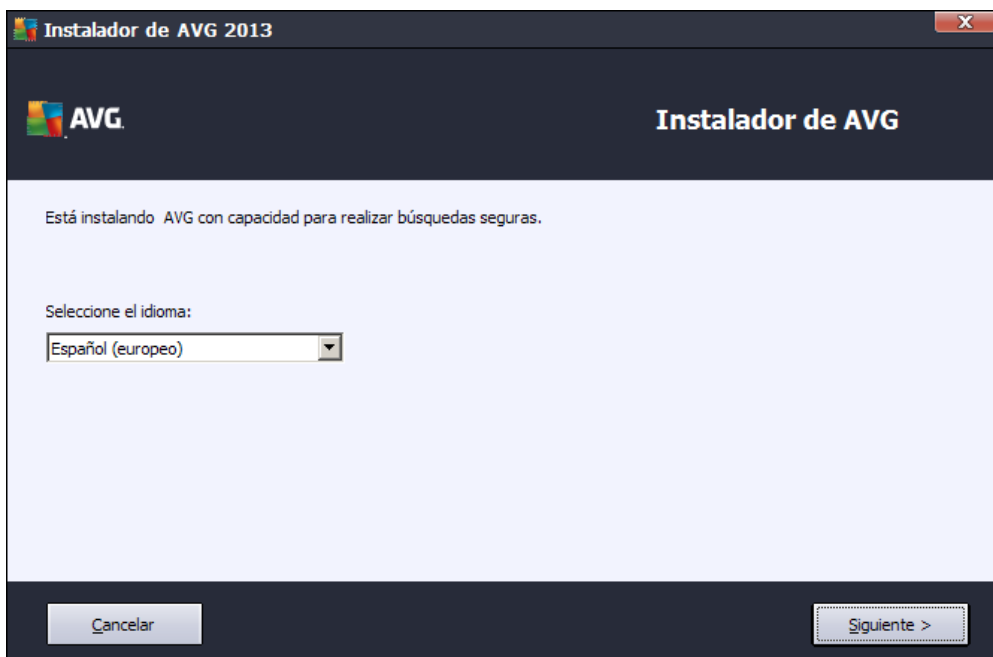 Instalador de AVG 2013
X
AVG.
Instalador de AVG
Está instalando  AVG con capacidad para realizar búsquedas seguras.
Seleccione el idioma:
Español (europeo)
Cancelar
Siguiente >